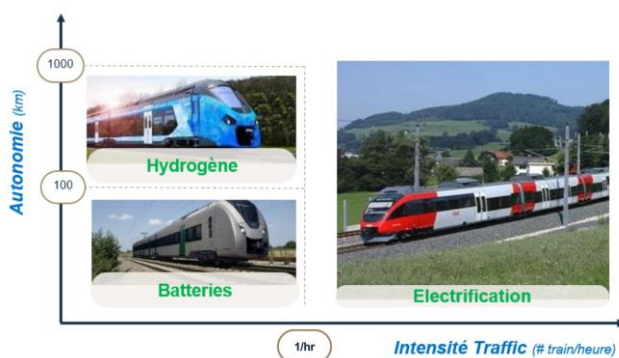 1000
Hydrogène
Autonomie (km)
100
Batteries
Electrification
1/hr
Intensité Traffic (# train/heure)